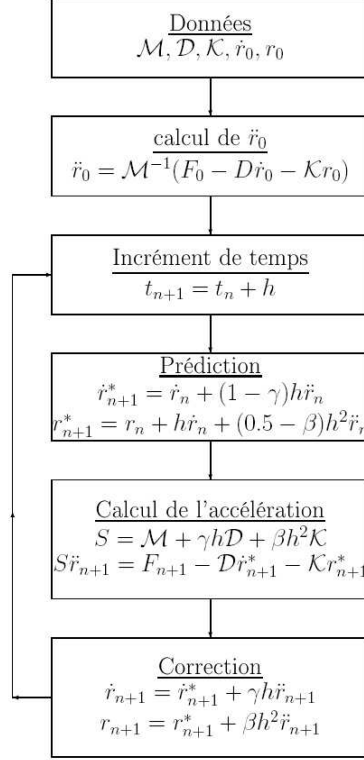 Données
ℳ, 𝒟, 𝒦, ṙ₀, r₀
calcul de r̈₀
r̈₀ = ℳ⁻¹(F₀ − Dṙ₀ − 𝒦r₀)
Incrément de temps
tₙ₊₁ = tₙ + h
Prédiction
ṙ*ₙ₊₁ = ṙₙ + (1 − γ)hr̈ₙ
r*ₙ₊₁ = rₙ + hṙₙ + (0.5 − β)h²r̈ₙ
Calcul de l'accélération
S = ℳ + γh𝒟 + βh²𝒦
Sr̈ₙ₊₁ = Fₙ₊₁ − 𝒟ṙ*ₙ₊₁ − 𝒦r*ₙ₊₁
Correction
ṙₙ₊₁ = ṙ*ₙ₊₁ + γhr̈ₙ₊₁
rₙ₊₁ = r*ₙ₊₁ + βh²r̈ₙ₊₁